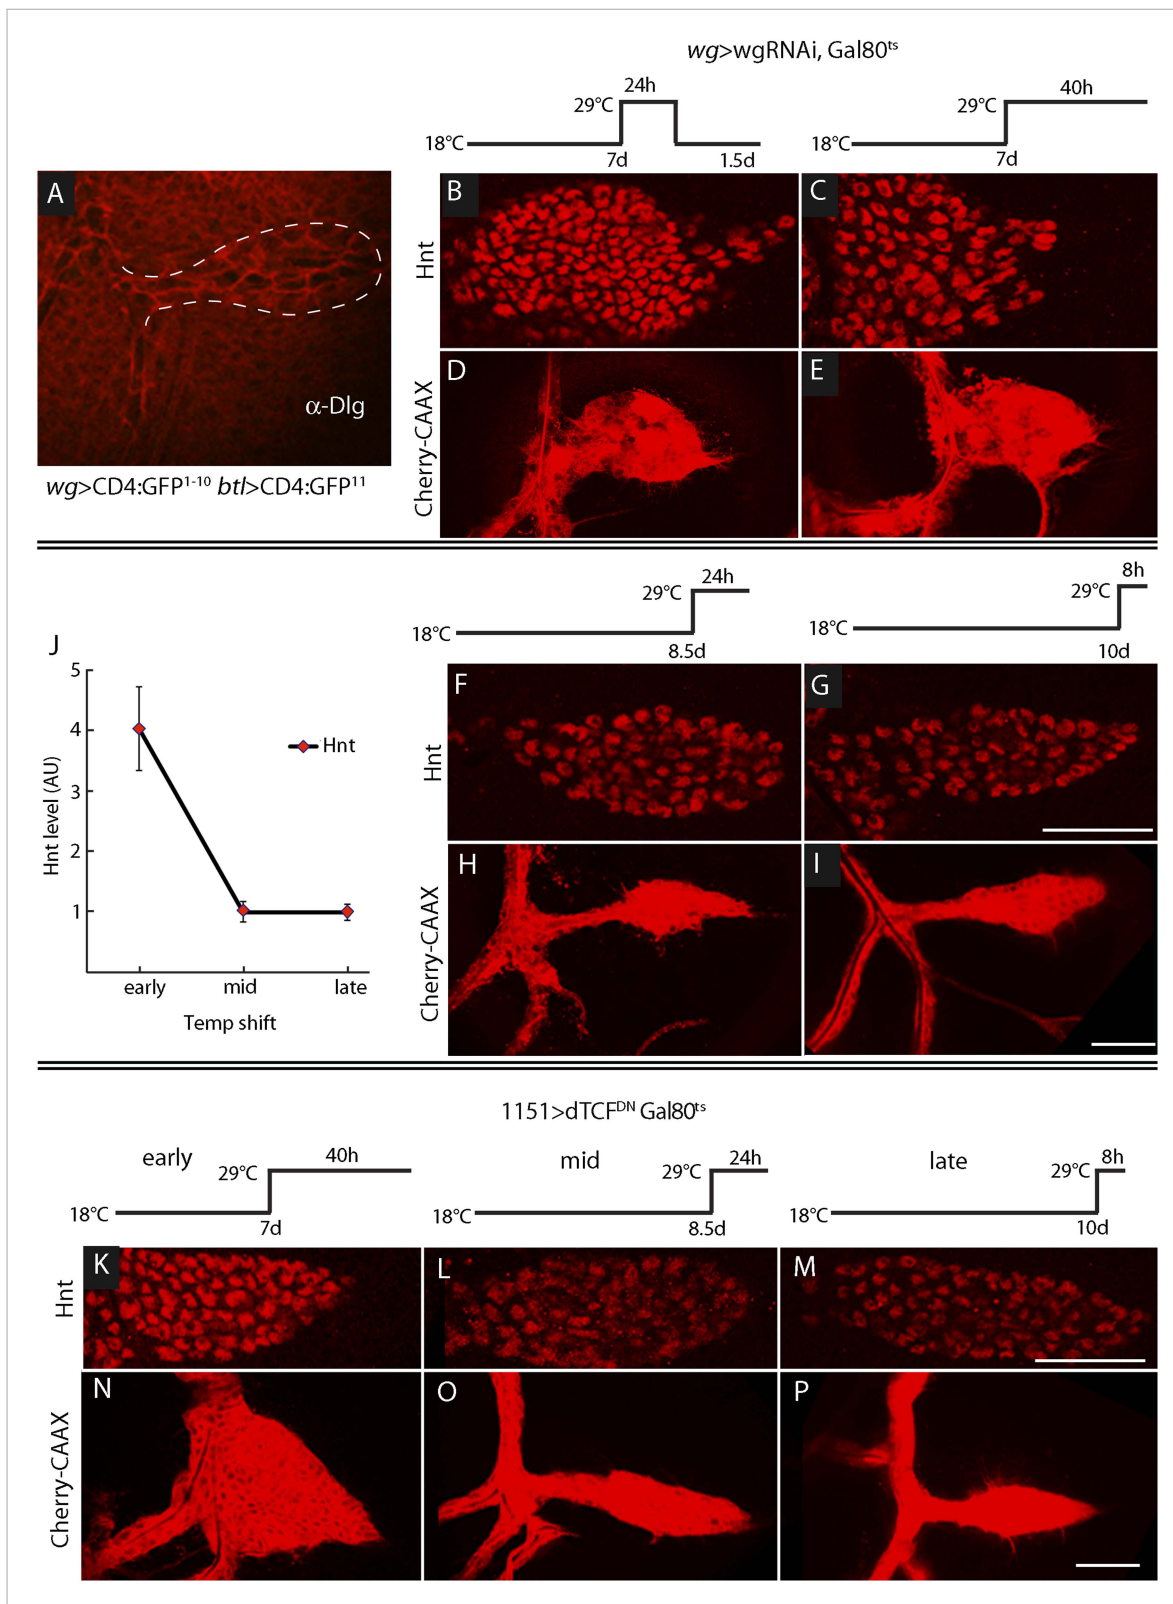 wg>wgRNAi, Gal80ts
24h
29°C
18°C
7d
1.5d
40h
29°C
18°C
7d
A
α-Dlg
wg>CD4:GFP1-10 btl>CD4:GFP11
B
C
Hnt
D
E
Cherry-CAAX
24h
29°C
18°C
8.5d
8h
29°C
18°C
10d
J
5
4
3
2
1
Hnt level (AU)
Hnt
early
mid
late
Temp shift
F
G
Hnt
H
I
Cherry-CAAX
1151>dTCFDN Gal80ts
early
40h
29°C
18°C
7d
mid
24h
29°C
18°C
8.5d
late
8h
29°C
18°C
10d
K
L
M
Hnt
N
O
P
Cherry-CAAX